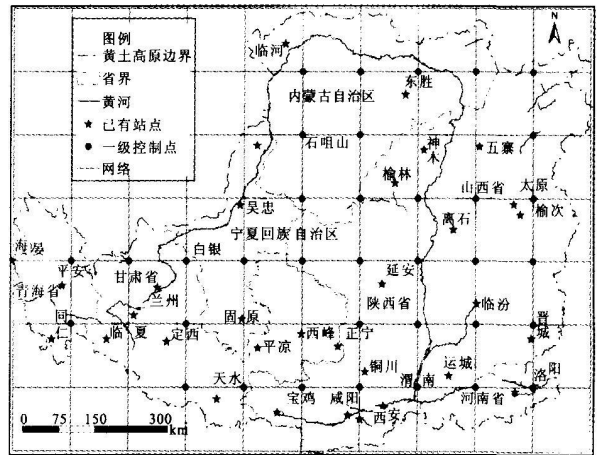 N
图例
黄土高原边界
省界
黄河
已有站点
一级控制点
网络
临河
东胜
内蒙古自治区
石咀山
神木
五寨
榆林
山西省
太原
榆次
吴忠
离石
宁夏回族自治区
白银
海晏
平安
甘肃省
延安
青海省
兰州
陕西省
临汾
同仁
临夏
定西
固原
西峰
正宁
晋城
平凉
铜川
渭南
运城
洛阳
天水
宝鸡
咸阳
西安
河南省
0 75 150 300
km